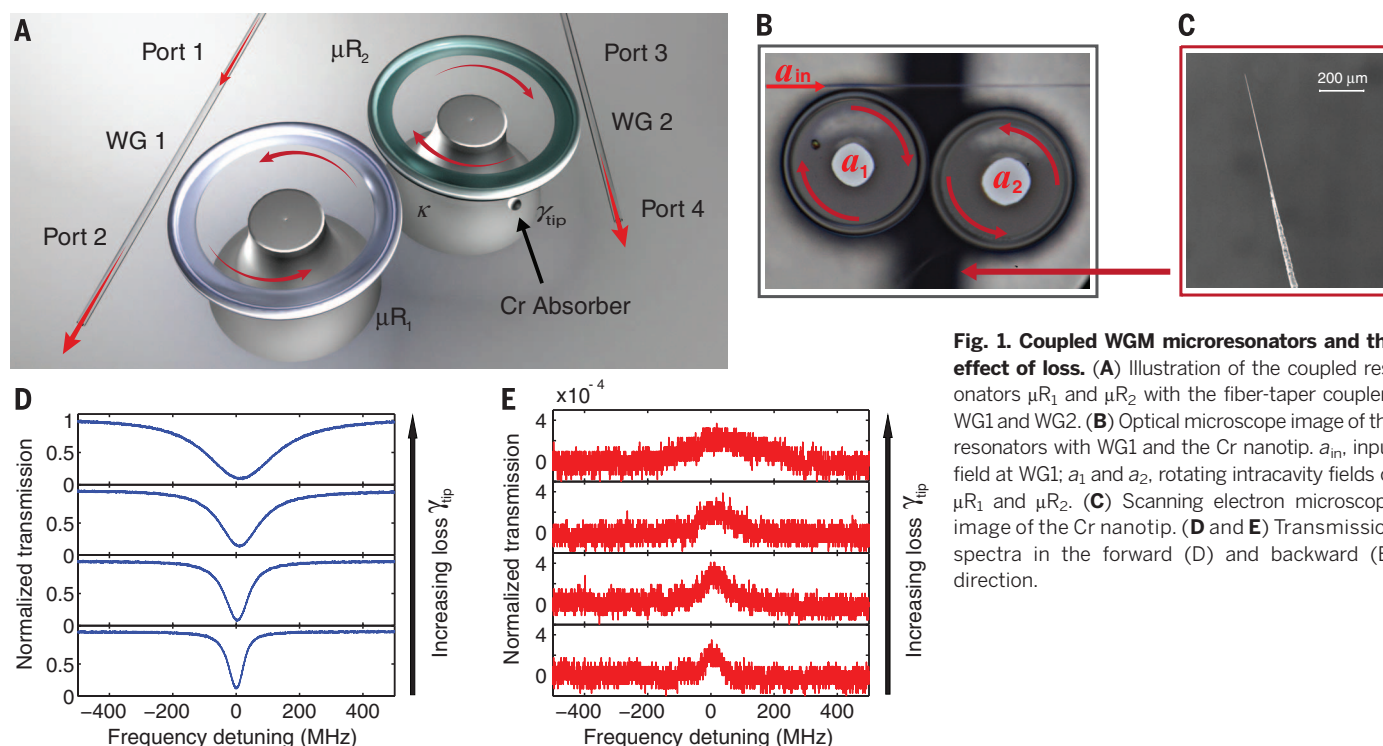 A
Port 1
μR2
Port 3
WG 1
WG 2
Port 2
κ
γtip
Port 4
Cr Absorber
μR1
B
ain
a1
a2
C
200 μm
Fig. 1. Coupled WGM microresonators and th
effect of loss. (A) Illustration of the coupled res
onators μR1 and μR2 with the fiber-taper coupler
WG1 and WG2. (B) Optical microscope image of th
resonators with WG1 and the Cr nanotip. ain, inpu
field at WG1; a1 and a2, rotating intracavity fields o
μR1 and μR2. (C) Scanning electron microscop
image of the Cr nanotip. (D and E) Transmissio
spectra in the forward (D) and backward (E
direction.
D
Normalized transmission
1
0.5
0
0.5
0
0.5
0
0.5
0
−400 −200 0 200 400
Frequency detuning (MHz)
Increasing loss γtip
E
×10-4
Normalized transmission
4
0
4
0
4
0
4
0
−400 −200 0 200 400
Frequency detuning (MHz)
Increasing loss γtip